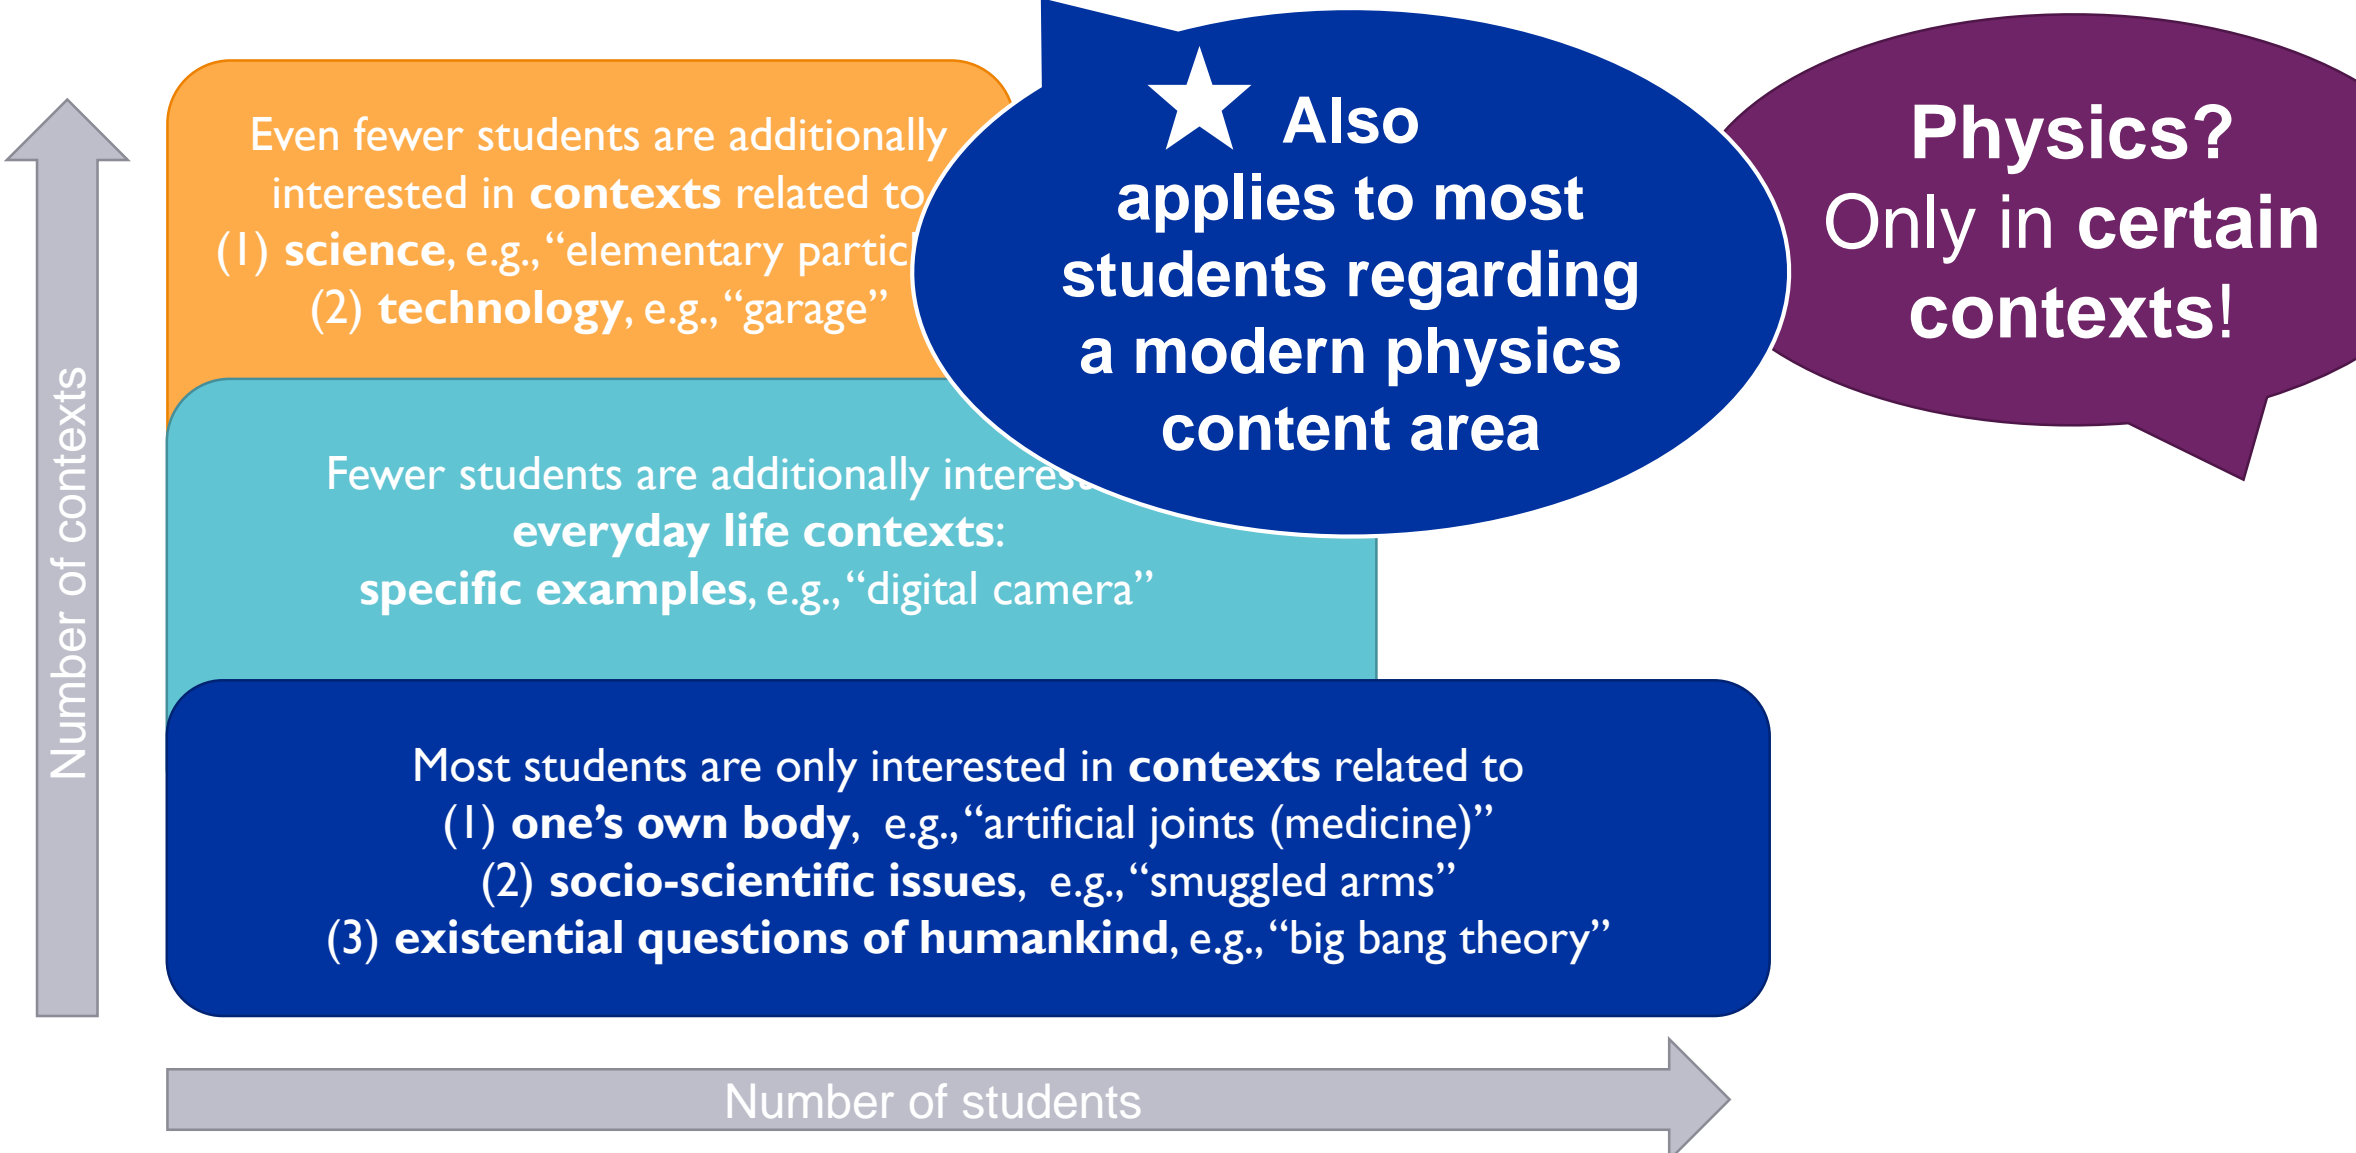 Even fewer students are additionally
interested in contexts related to
(1) science, e.g., “elementary
(2) technology, e.g., “garage”
Fewer students are additionally
everyday life contexts:
specific examples, e.g., “digital camera”
Most students are only interested in contexts related to
(1) one’s own body, e.g., “artificial joints (medicine)”
(2) socio-scientific issues, e.g., “smuggled arms”
(3) existential questions of humankind, e.g., “big bang theory”
Also
applies to most
students regarding
a modern physics
content area
Physics?
Only in certain
contexts!
Number of contexts
Number of students